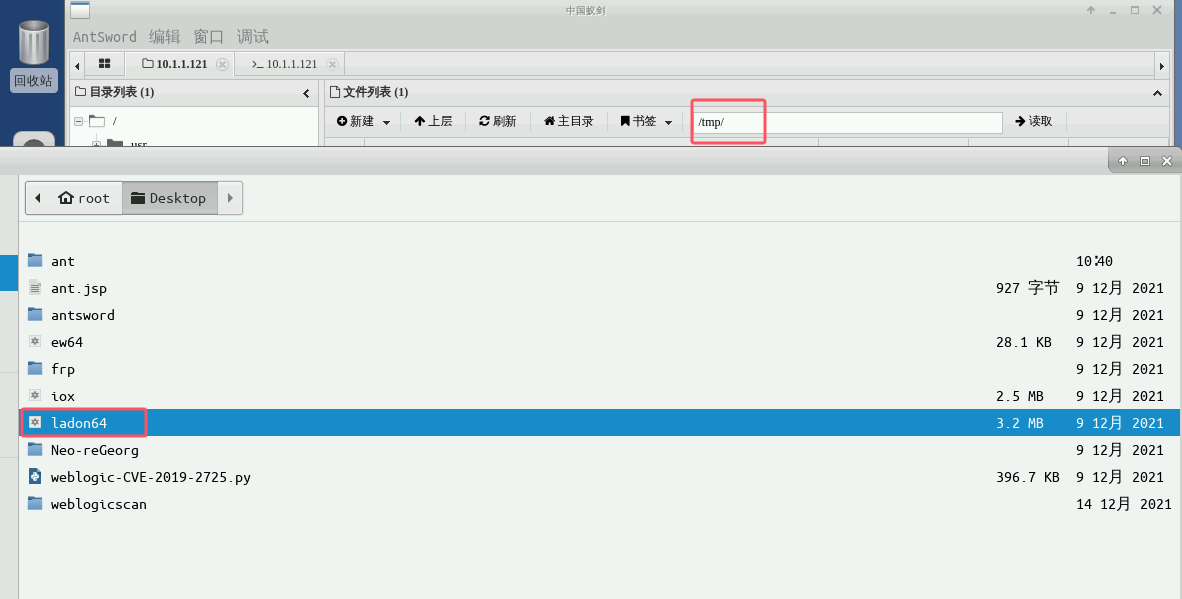 中国蚁剑
回收站
AntSword 编辑 窗口 调试
10.1.1.121 >_ 10.1.1.121
目录列表 (1) 文件列表 (1)
/ 新建 上层 刷新 主目录 书签 /tmp/ 读取
usr
root Desktop
ant 10:40
ant.jsp 927 字节 9 12月 2021
antsword 9 12月 2021
ew64 28.1 KB 9 12月 2021
frp 9 12月 2021
iox 2.5 MB 9 12月 2021
ladon64 3.2 MB 9 12月 2021
Neo-reGeorg 9 12月 2021
weblogic-CVE-2019-2725.py 396.7 KB 9 12月 2021
weblogicscan 14 12月 2021